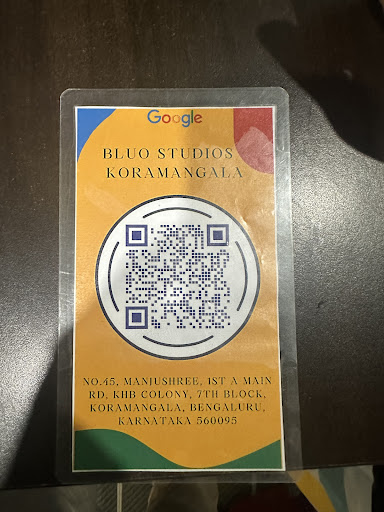 Google
BLUO STUDIOS
KORAMANGALA
NO.45, MANJUSHREE, 1ST A MAIN
RD, KHB COLONY, 7TH BLOCK,
KORAMANGALA, BENGALURU,
KARNATAKA 560095